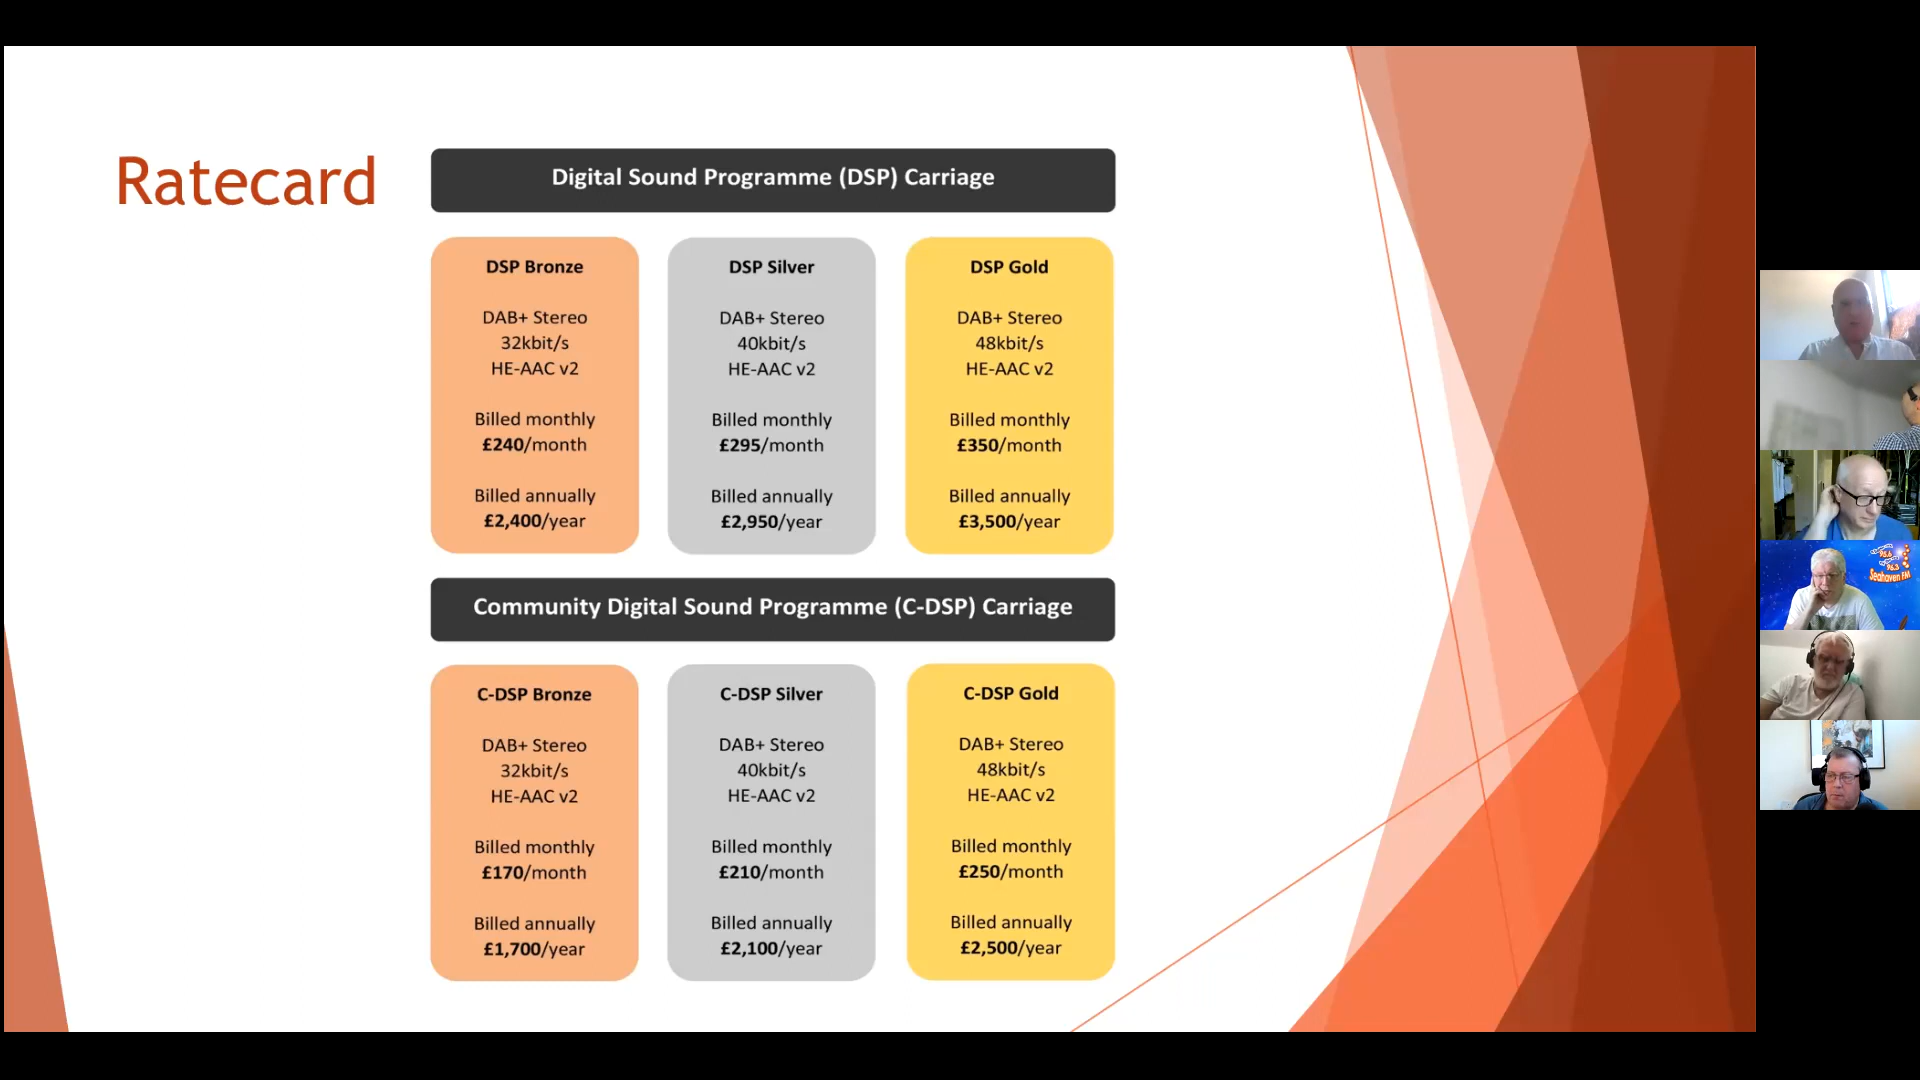 Ratecard
Digital Sound Programme (DSP) Carriage
DSP Bronze
DAB+ Stereo
32kbit/s
HE-AAC v2
Billed monthly
£240/month
Billed annually
£2,400/year
DSP Silver
DAB+ Stereo
40kbit/s
HE-AAC v2
Billed monthly
£295/month
Billed annually
£2,950/year
DSP Gold
DAB+ Stereo
48kbit/s
HE-AAC v2
Billed monthly
£350/month
Billed annually
£3,500/year
Community Digital Sound Programme (C-DSP) Carriage
C-DSP Bronze
DAB+ Stereo
32kbit/s
HE-AAC v2
Billed monthly
£170/month
Billed annually
£1,700/year
C-DSP Silver
DAB+ Stereo
40kbit/s
HE-AAC v2
Billed monthly
£210/month
Billed annually
£2,100/year
C-DSP Gold
DAB+ Stereo
48kbit/s
HE-AAC v2
Billed monthly
£250/month
Billed annually
£2,500/year
95.6
96.3
Seahaven FM